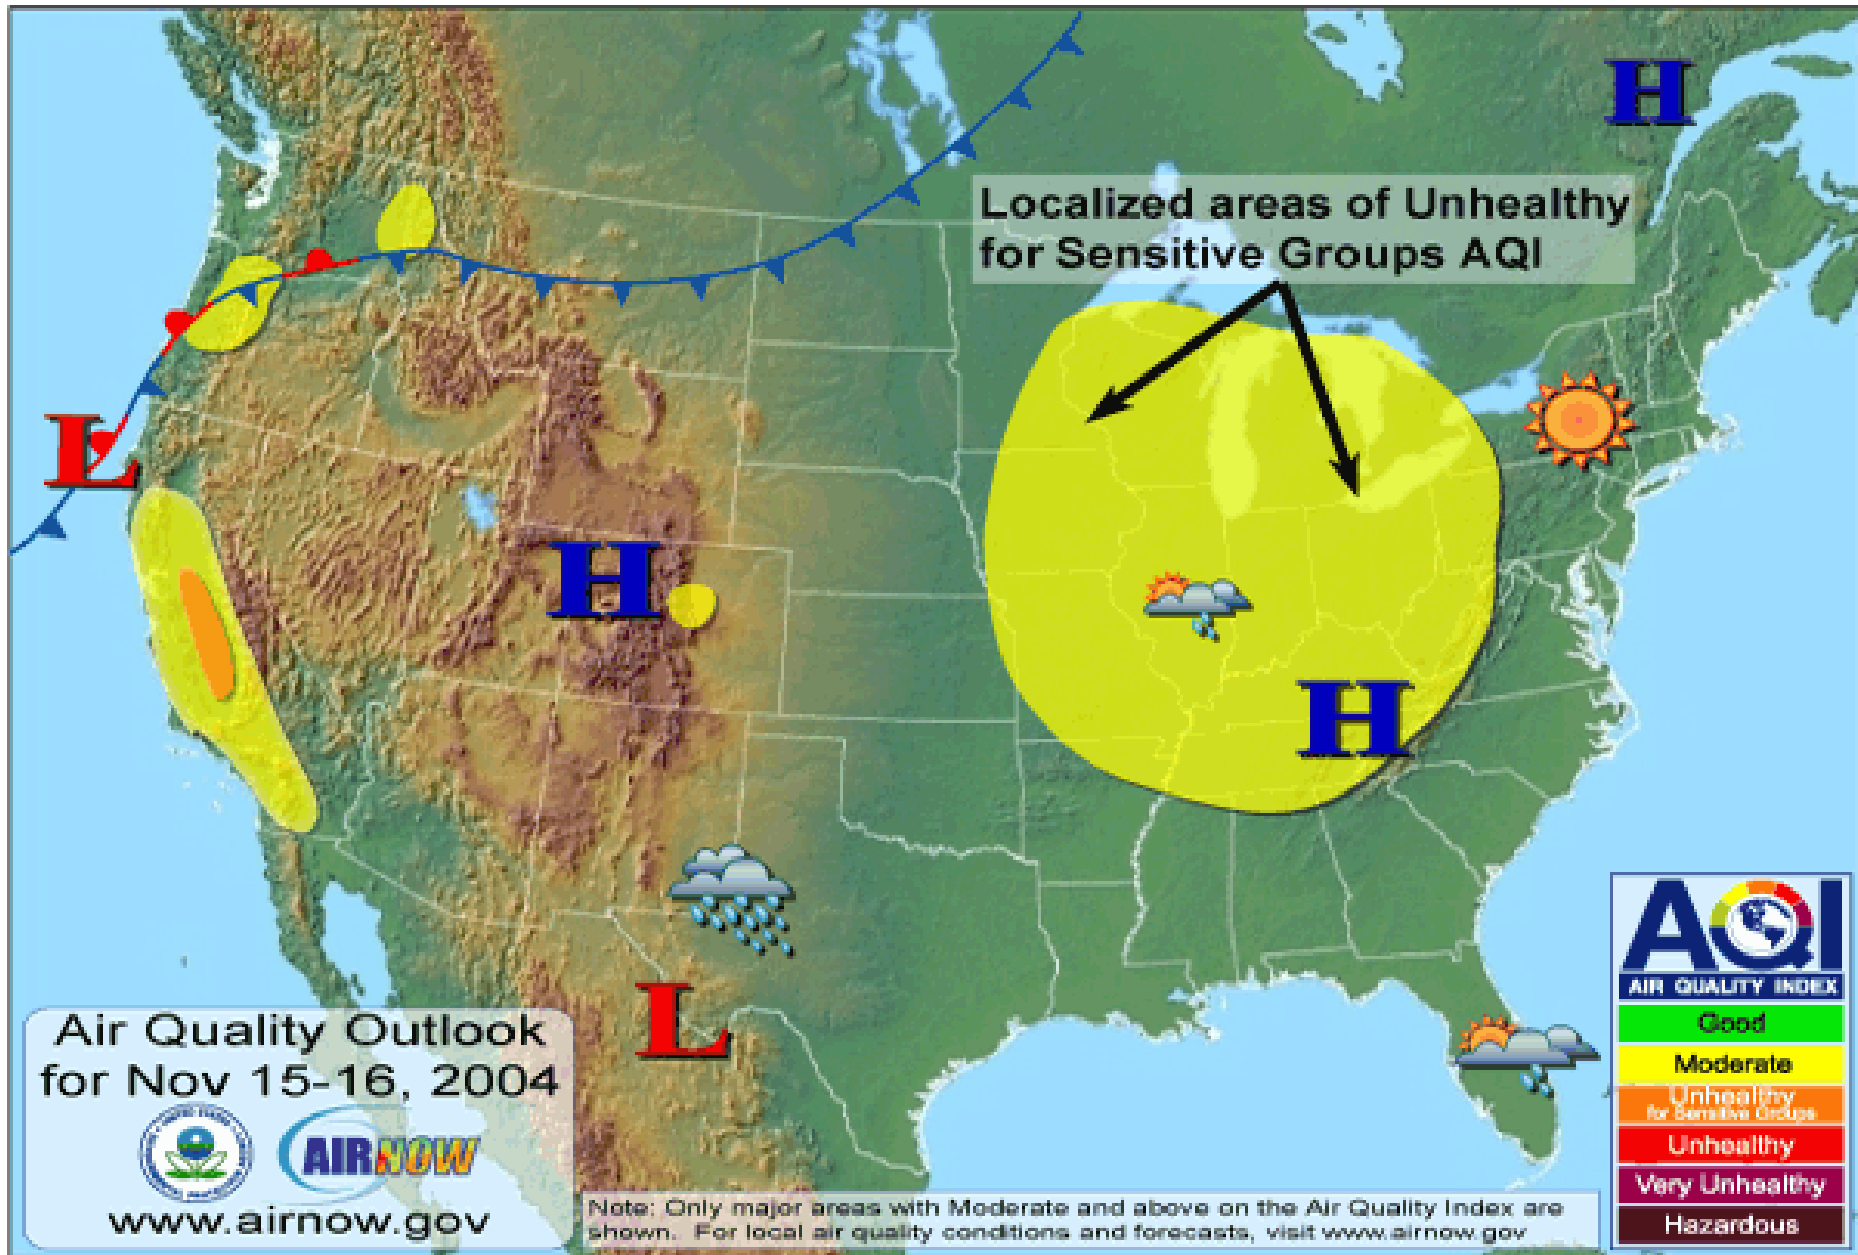 H
Localized areas of Unhealthy
for Sensitive Groups AQI
L
H
H
L
Air Quality Outlook
for Nov 15-16, 2004
AIRNOW
www.airnow.gov
Note: Only major areas with Moderate and above on the Air Quality Index are
shown. For local air quality conditions and forecasts, visit www.airnow.gov
AQI
AIR QUALITY INDEX
Good
Moderate
Unhealthy
for Sensitive Groups
Unhealthy
Very Unhealthy
Hazardous